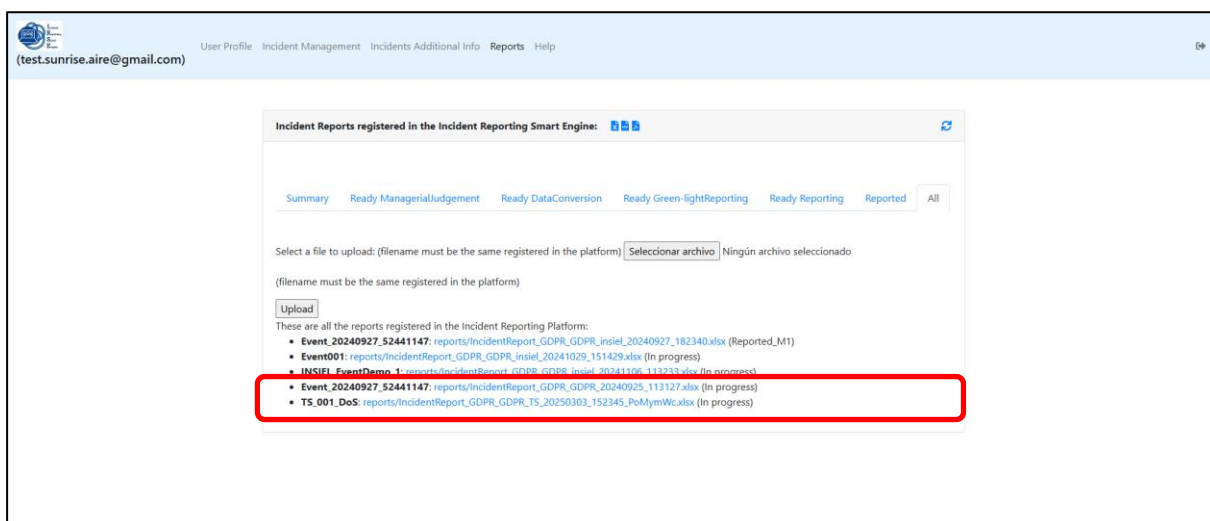 (test.sunrise.aire@gmail.com)
User Profile Incident Management Incidents Additional Info Reports Help
Incident Reports registered in the Incident Reporting Smart Engine:
Summary Ready ManagerialJudgement Ready DataConversion Ready Green-lightReporting Ready Reporting Reported All
Select a file to upload: (filename must be the same registered in the platform) Seleccionar archivo Ningún archivo seleccionado
(filename must be the same registered in the platform)
Upload
These are all the reports registered in the Incident Reporting Platform:
• Event_20240927_52441147: reports/IncidentReport_GDPR_GDPR_insiel_20240927_182340.xlsx (Reported_M1)
• Event001: reports/IncidentReport_GDPR_GDPR_insiel_20241029_151429.xlsx (In progress)
• INSIEL_EventDemo_1: reports/IncidentReport_GDPR_GDPR_insiel_20241106_113233.xlsx (In progress)
• Event_20240927_52441147: reports/IncidentReport_GDPR_GDPR_20240925_113127.xlsx (In progress)
• TS_001_DoS: reports/IncidentReport_GDPR_GDPR_TS_20250303_152345_PoMymWc.xlsx (In progress)